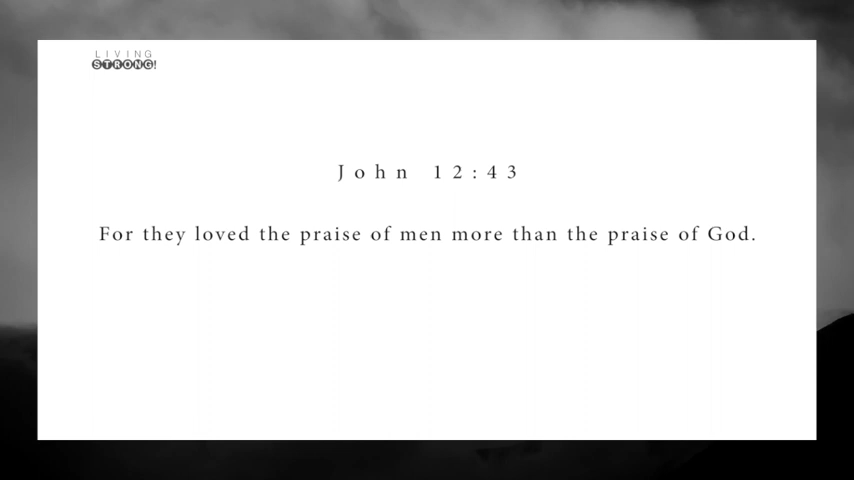 LIVING
STRONG!
John 12:43
For they loved the praise of men more than the praise of God.